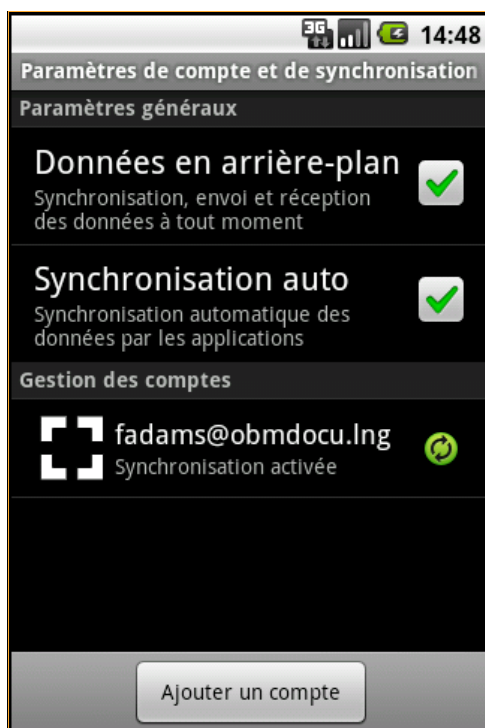 3G 14:48
Paramètres de compte et de synchronisation
Paramètres généraux
Données en arrière-plan
Synchronisation, envoi et réception
des données à tout moment
Synchronisation auto
Synchronisation automatique des
données par les applications
Gestion des comptes
fadams@obmdocu.lng
Synchronisation activée
Ajouter un compte